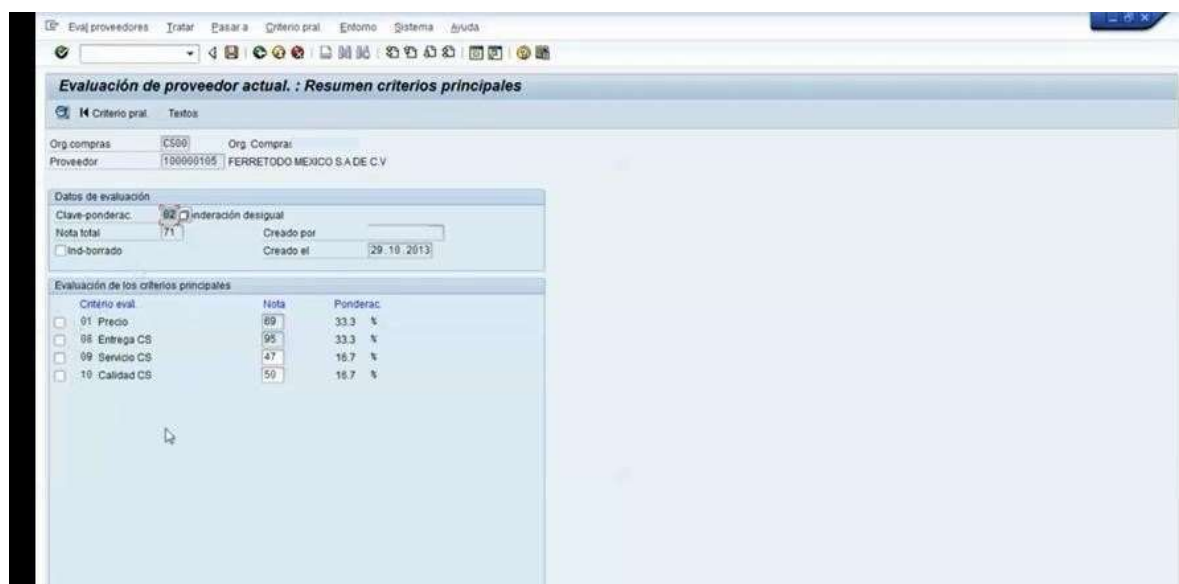 Eval.proveedores Tratar Pasar a Criterio pral. Entorno Sistema Ayuda
Evaluación de proveedor actual. : Resumen criterios principales
Criterio pral. Textos
Org.compras CS00 Org. Compras
Proveedor 100000105 FERRETODO MEXICO S.A DE C.V
Datos de evaluación
Clave-ponderac. 02 nderación desigual
Nota total 71 Creado por
Ind-borrado Creado el 29.10.2013
Evaluación de los criterios principales
Criterio eval. Nota Ponderac.
01 Precio 69 33.3 %
08 Entrega CS 95 33.3 %
09 Servicio CS 47 16.7 %
10 Calidad CS 50 16.7 %